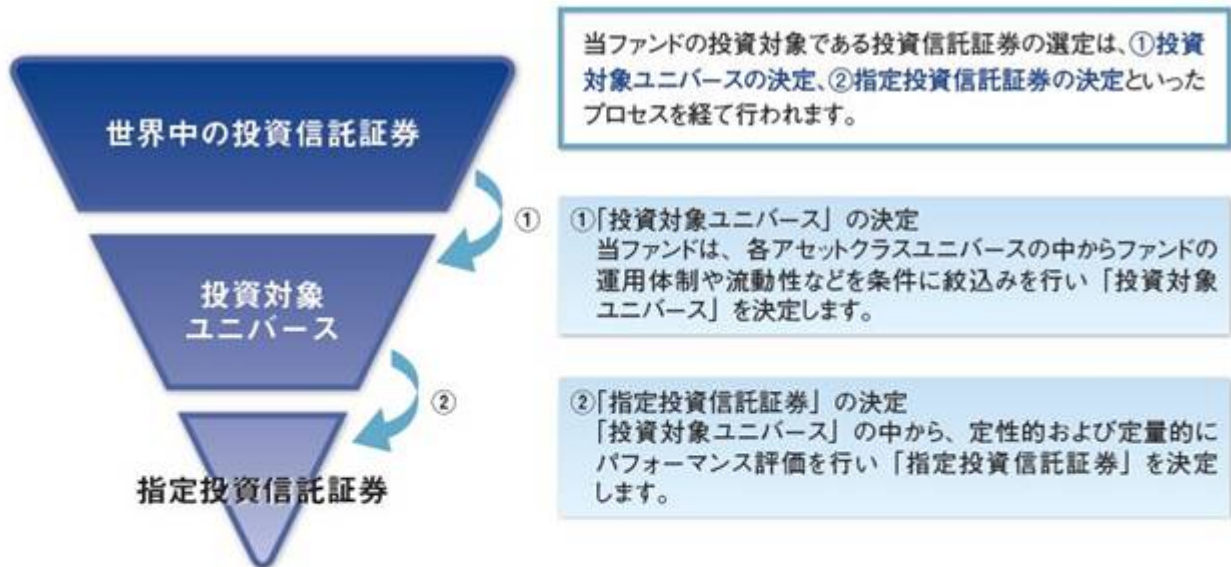 当ファンドの投資対象である投資信託証券の選定は、①投資
対象ユニバースの決定、②指定投資信託証券の決定といった
プロセスを経て行われます。
世界中の投資信託証券
①
①「投資対象ユニバース」の決定
当ファンドは、各アセットクラスユニバースの中からファンドの
運用体制や流動性などを条件に絞込みを行い「投資対象
ユニバース」を決定します。
投資対象
ユニバース
②
②「指定投資信託証券」の決定
「投資対象ユニバース」の中から、定性的および定量的に
パフォーマンス評価を行い「指定投資信託証券」を決定
します。
指定投資信託証券